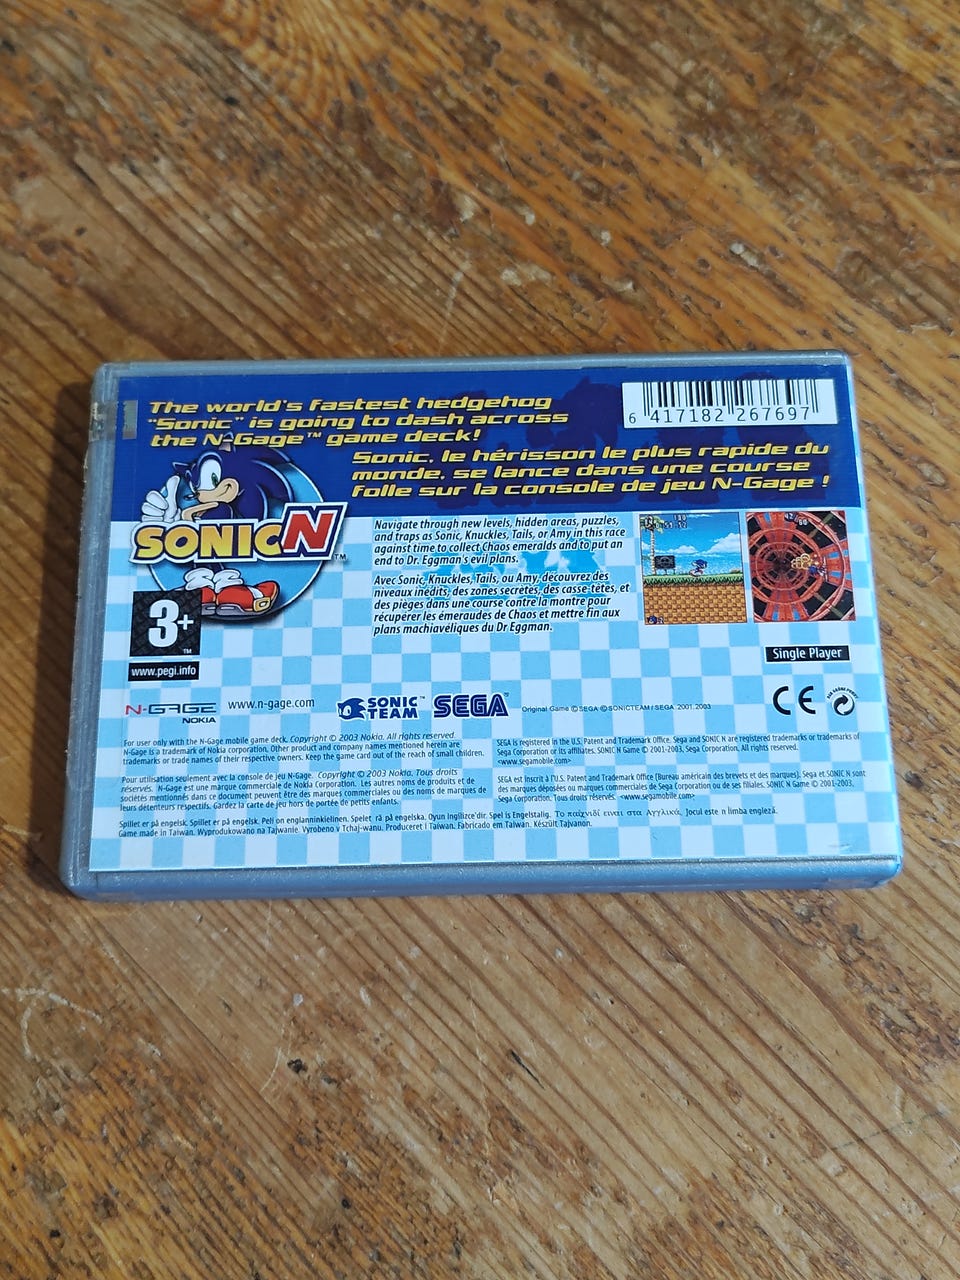 The world's fastest hedgehog
"Sonic" is going to dash across
the N-Gage™ game deck!
6 417182 267697
Sonic, le hérisson le plus rapide du
monde, se lance dans une course
folle sur la console de jeu N-Gage !
SONIC N™
Navigate through new levels, hidden areas, puzzles,
and traps as Sonic, Knuckles, Tails, or Amy in this race
against time to collect Chaos emeralds and to put an
end to Dr. Eggman's evil plans.
Avec Sonic, Knuckles, Tails, ou Amy, découvrez des
niveaux inédits, des zones secrètes, des casse-têtes, et
des pièges dans une course contre la montre pour
récupérer les émeraudes de Chaos et mettre fin aux
plans machiavéliques du Dr Eggman.
3+™
www.pegi.info
Single Player
N-GAGE
NOKIA
www.n-gage.com
SONIC TEAM™
SEGA
Original Game © SEGA ©SONICTEAM/SEGA 2001, 2003
CE
For user only with the N-Gage mobile game deck. Copyright © 2003 Nokia. All rights reserved.
N-Gage is a trademark of Nokia corporation. Other product and company names mentioned herein are
trademarks or trade names of their respective owners. Keep the game card out of the reach of small children.
Pour utilisation seulement avec la console de jeu N-Gage. Copyright © 2003 Nokia. Tous droits
réservés. N-Gage est une marque commerciale de Nokia Corporation. Les autres noms de produits et de
sociétés mentionnés dans ce document peuvent être des marques commerciales ou des noms de marques de
leurs détenteurs respectifs. Gardez la carte de jeu hors de portée de petits enfants.
SEGA is registered in the U.S. Patent and Trademark Office. Sega and SONIC N are registered trademarks or trademarks of
Sega Corporation or its affiliates. SONIC N Game © 2001-2003, Sega Corporation. All rights reserved.
<www.segamobile.com>
SEGA est inscrit à l'U.S. Patent and Trademark Office (Bureau américain des brevets et des marques). Sega et SONIC N sont
des marques déposées ou marques commerciales de Sega Corporation ou de ses filiales. SONIC N Game © 2001-2003,
Sega Corporation. Tous droits réservés. <www.segamobile.com>
Spillet er på engelsk. Spillet er på engelsk. Peli on englanninkielinen. Spelet rä på engelska. Oyun Ingilizce'dir. Spel is Engelstalig. Το παιχνίδι είναι στα Αγγλικά. Jocul este n limba engleză.
Game made in Taiwan. Wyprodukowano na Tajwanie. Vyrobeno v Tchaj-wanu. Produceret i Taiwan. Fabricado em Taiwan. Készült Tajvanon.